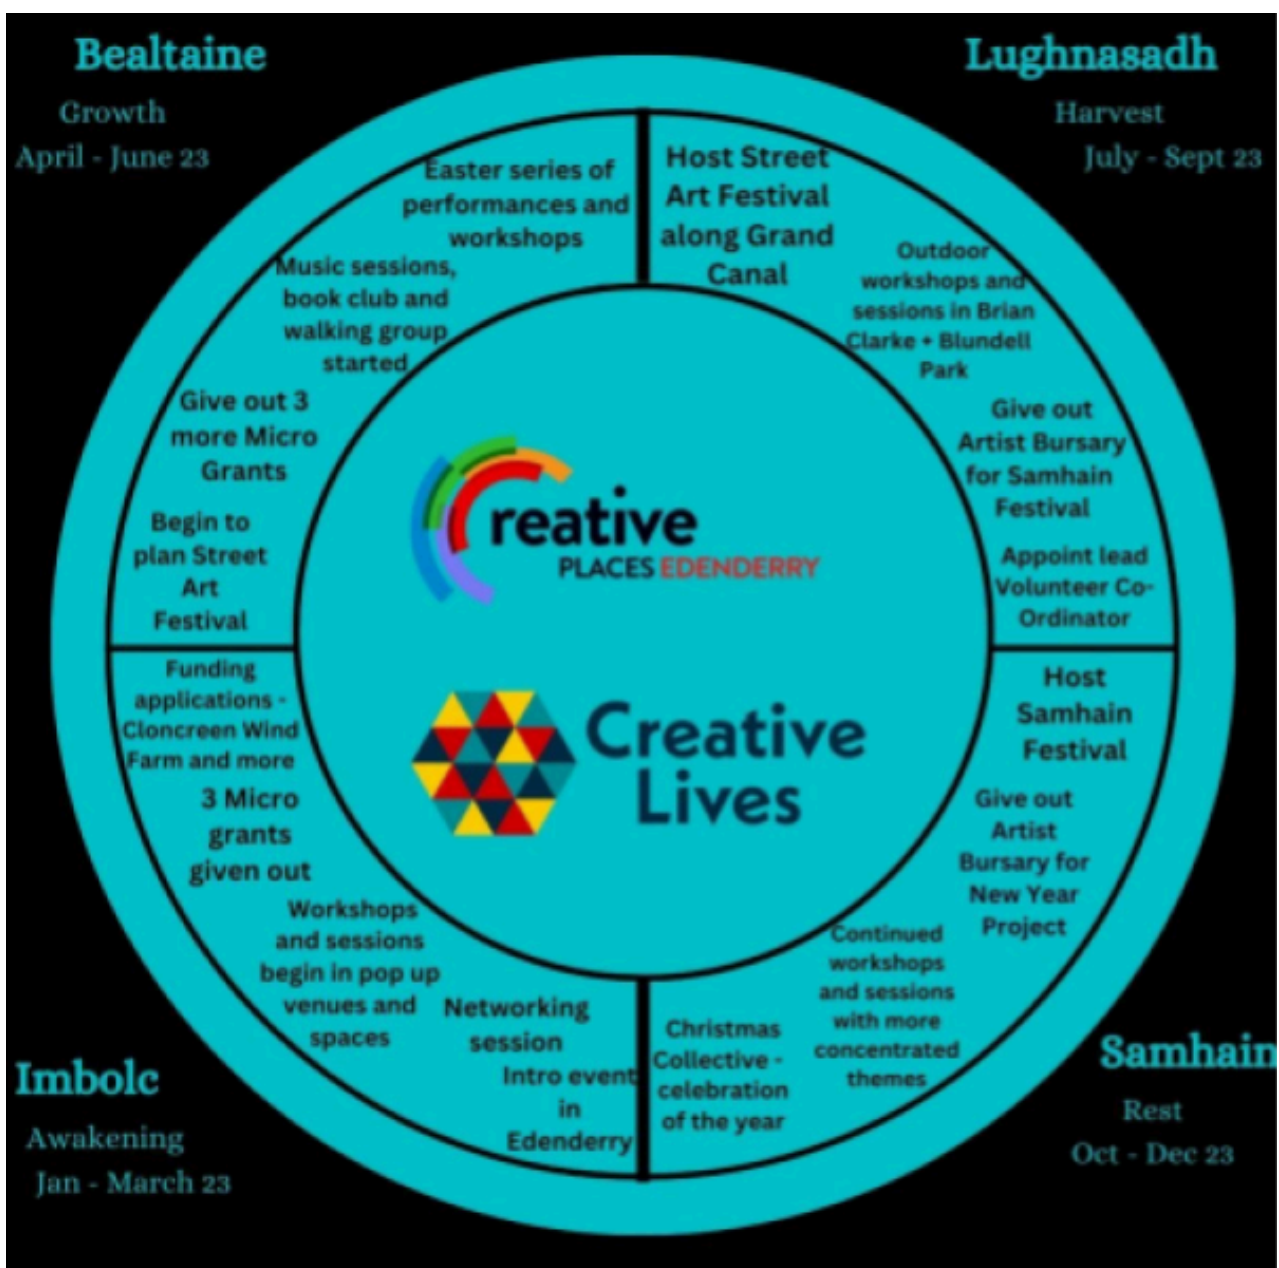 Bealtaine
Growth
April - June 23
Lughnasadh
Harvest
July - Sept 23
Easter series of
performances and
workshops
Music sessions,
book club and
walking group
started
Give out 3
more Micro
Grants
Begin to
plan Street
Art
Festival
Host Street
Art Festival
along Grand
Canal
Outdoor
workshops and
sessions in Brian
Clarke + Blundell
Park
Give out
Artist Bursary
for Samhain
Festival
Appoint lead
Volunteer Co-
Ordinator
reative
PLACES EDENDERRY
Creative
Lives
Funding
applications -
Cloncreen Wind
Farm and more
3 Micro
grants
given out
Workshops
and sessions
begin in pop up
venues and
spaces
Networking
session
Intro event
in
Edenderry
Host
Samhain
Festival
Give out
Artist
Bursary for
New Year
Project
Continued
workshops
and sessions
with more
concentrated
themes
Christmas
Collective -
celebration
of the year
Imbolc
Awakening
Jan - March 23
Samhain
Rest
Oct - Dec 23